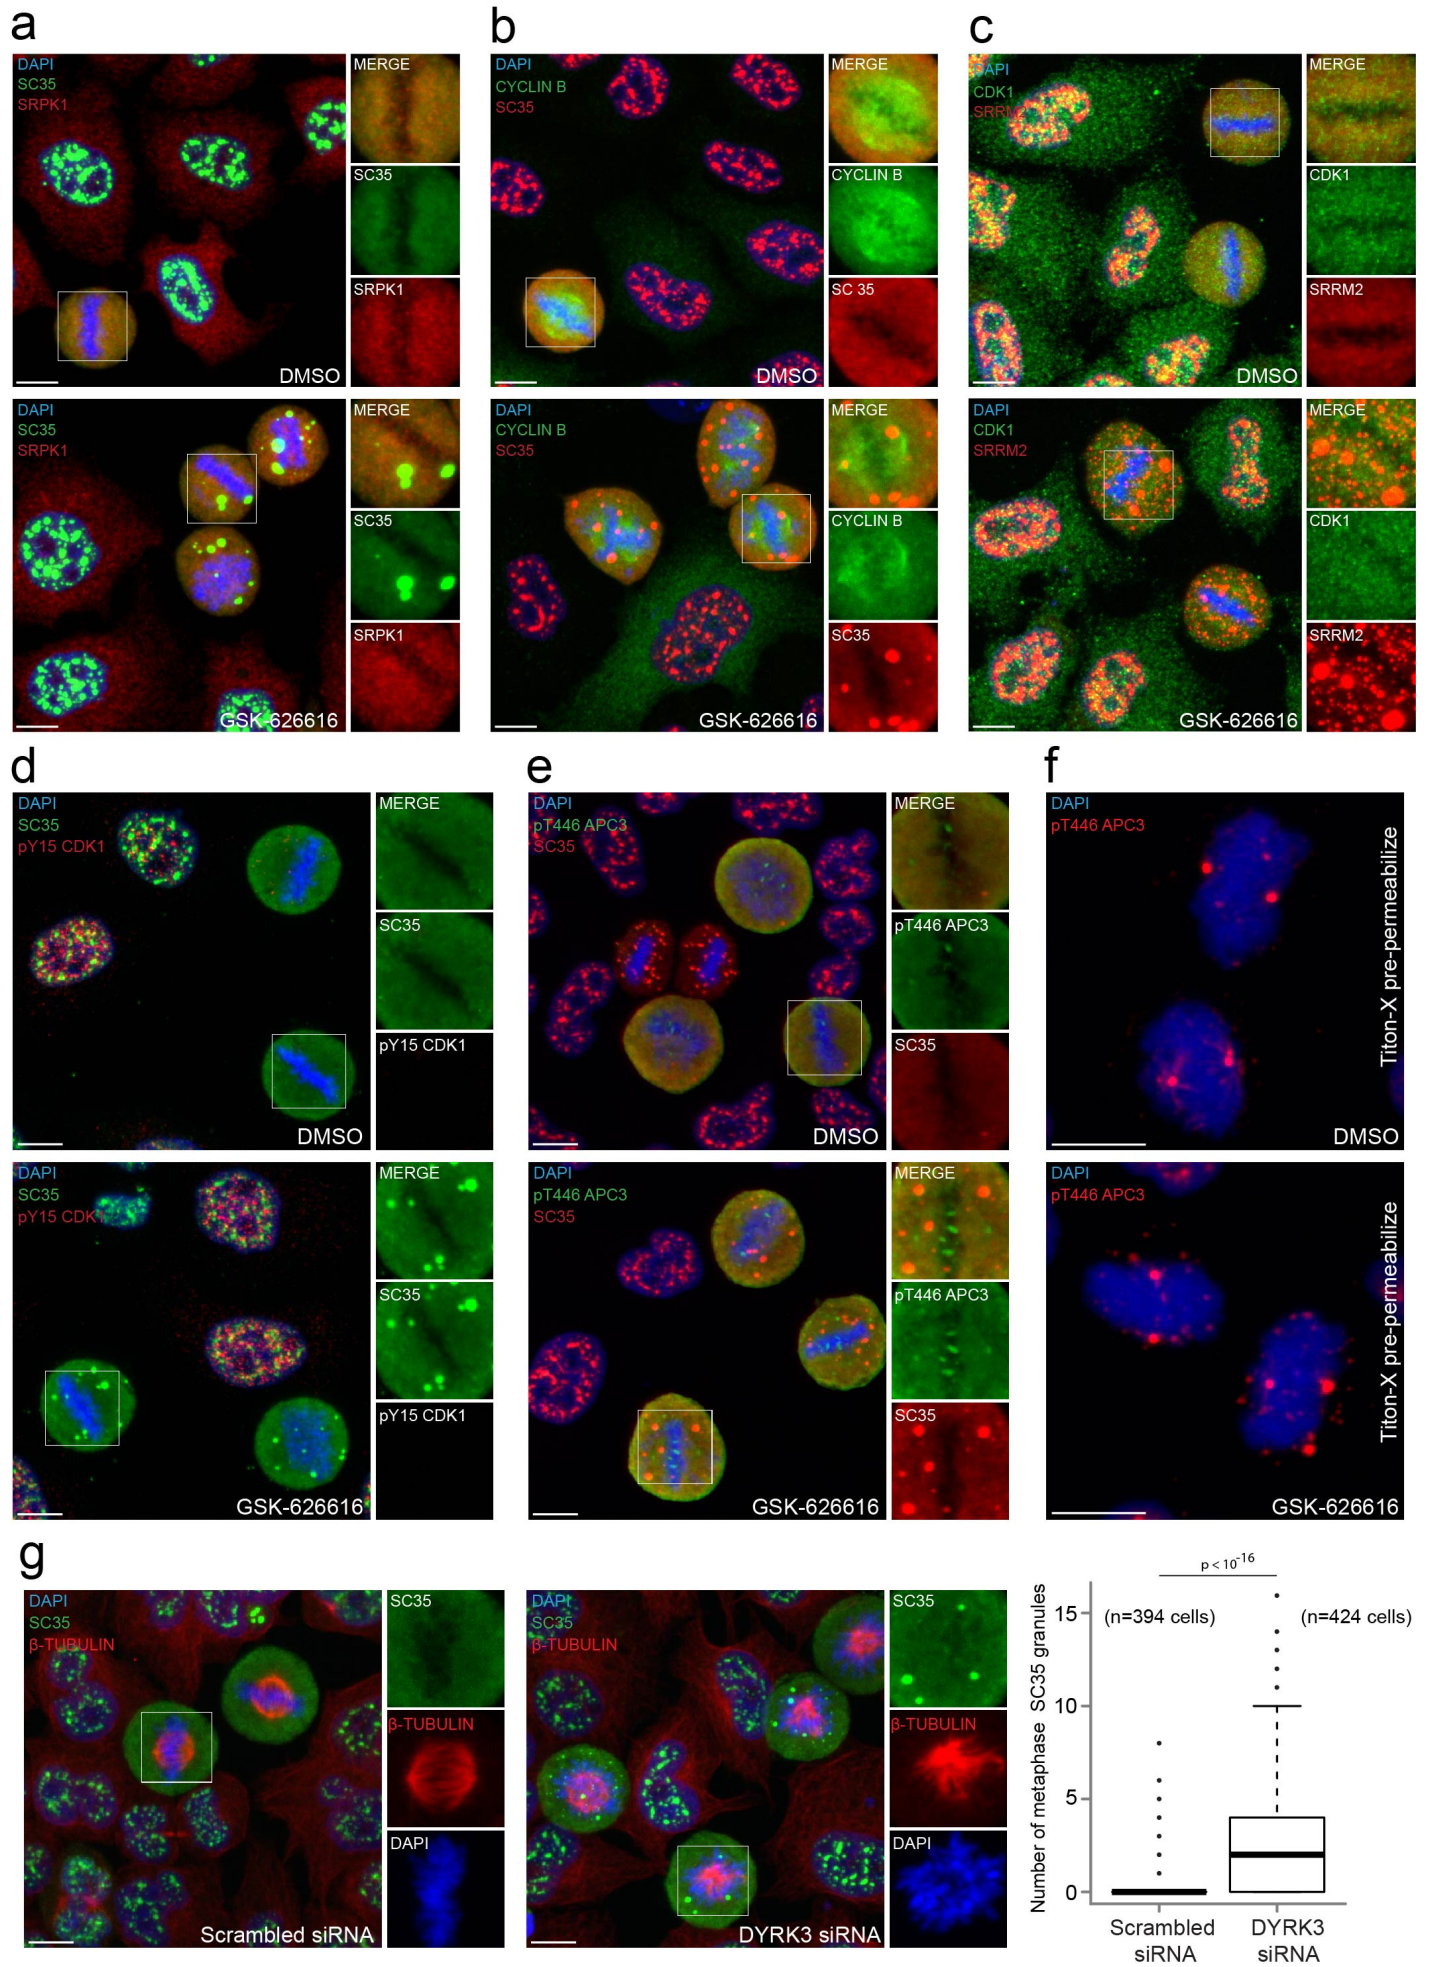 a
DAPI
SC35
SRPK1
DMSO
MERGE
SC35
SRPK1
DAPI
SC35
SRPK1
GSK-626616
MERGE
SC35
SRPK1
b
DAPI
CYCLIN B
SC35
DMSO
MERGE
CYCLIN B
SC 35
DAPI
CYCLIN B
SC35
GSK-626616
MERGE
CYCLIN B
SC35
c
DAPI
CDK1
SRRM2
DMSO
MERGE
CDK1
SRRM2
DAPI
CDK1
SRRM2
GSK-626616
MERGE
CDK1
SRRM2
d
DAPI
SC35
pY15 CDK1
DMSO
MERGE
SC35
pY15 CDK1
DAPI
SC35
pY15 CDK1
GSK-626616
MERGE
SC35
pY15 CDK1
e
DAPI
pT446 APC3
SC35
DMSO
MERGE
pT446 APC3
SC35
DAPI
pT446 APC3
SC35
GSK-626616
MERGE
pT446 APC3
SC35
f
DAPI
pT446 APC3
Titon-X pre-permeabilize
DMSO
DAPI
pT446 APC3
Titon-X pre-permeabilize
GSK-626616
g
DAPI
SC35
β-TUBULIN
Scrambled siRNA
SC35
β-TUBULIN
DAPI
DAPI
SC35
β-TUBULIN
DYRK3 siRNA
SC35
β-TUBULIN
DAPI
p < 10-16
(n=394 cells)
(n=424 cells)
Number of metaphase SC35 granules
15
10
5
0
Scrambled
siRNA
DYRK3
siRNA